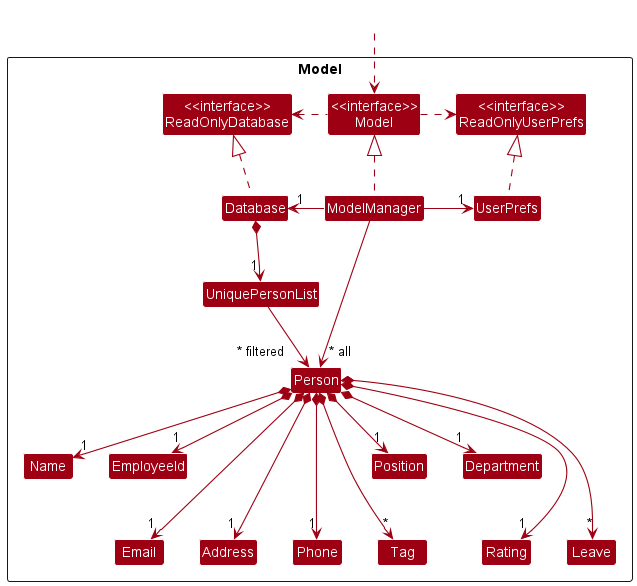 Model
<<interface>>
ReadOnlyDatabase
<<interface>>
Model
<<interface>>
ReadOnlyUserPrefs
Database
1
ModelManager
1
UserPrefs
1
UniquePersonList
* filtered
* all
Person
1
1
1
1
Name
EmployeeId
Position
Department
1
1
1
*
1
*
Email
Address
Phone
Tag
Rating
Leave